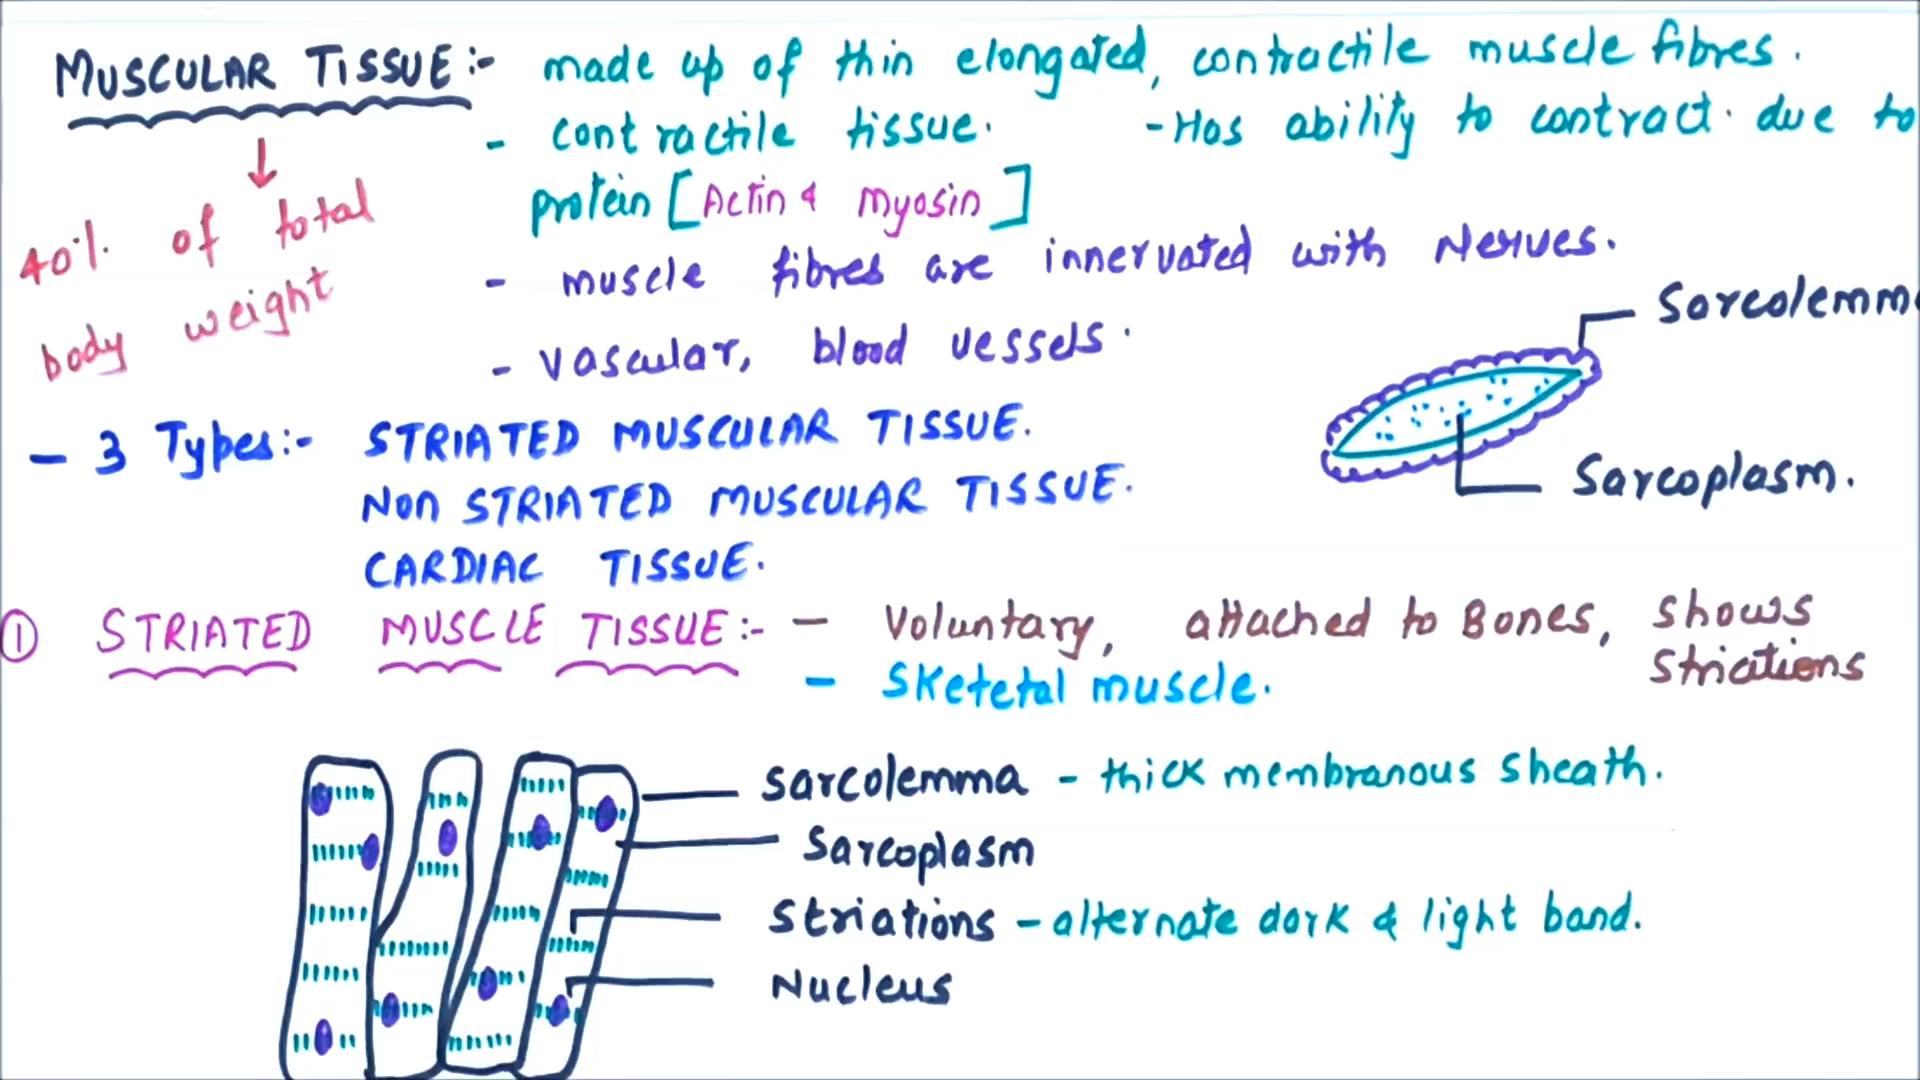 MUSCULAR TISSUE:- made up of thin elongated, contractile muscle fibres.
- contractile tissue. - Has ability to contract. due to
protein [Actin & Myosin]
40% of total
body weight
- muscle fibres are innervated with Nerves.
- vascular, blood vessels.
Sarcolemma
Sarcoplasm.
- 3 Types:- STRIATED MUSCULAR TISSUE.
NON STRIATED MUSCULAR TISSUE.
CARDIAC TISSUE.
① STRIATED MUSCLE TISSUE:- - Voluntary, attached to Bones, shows
striations
- Sketetal muscle.
Sarcolemma - thick membranous sheath.
Sarcoplasm
Striations - alternate dark & light band.
Nucleus